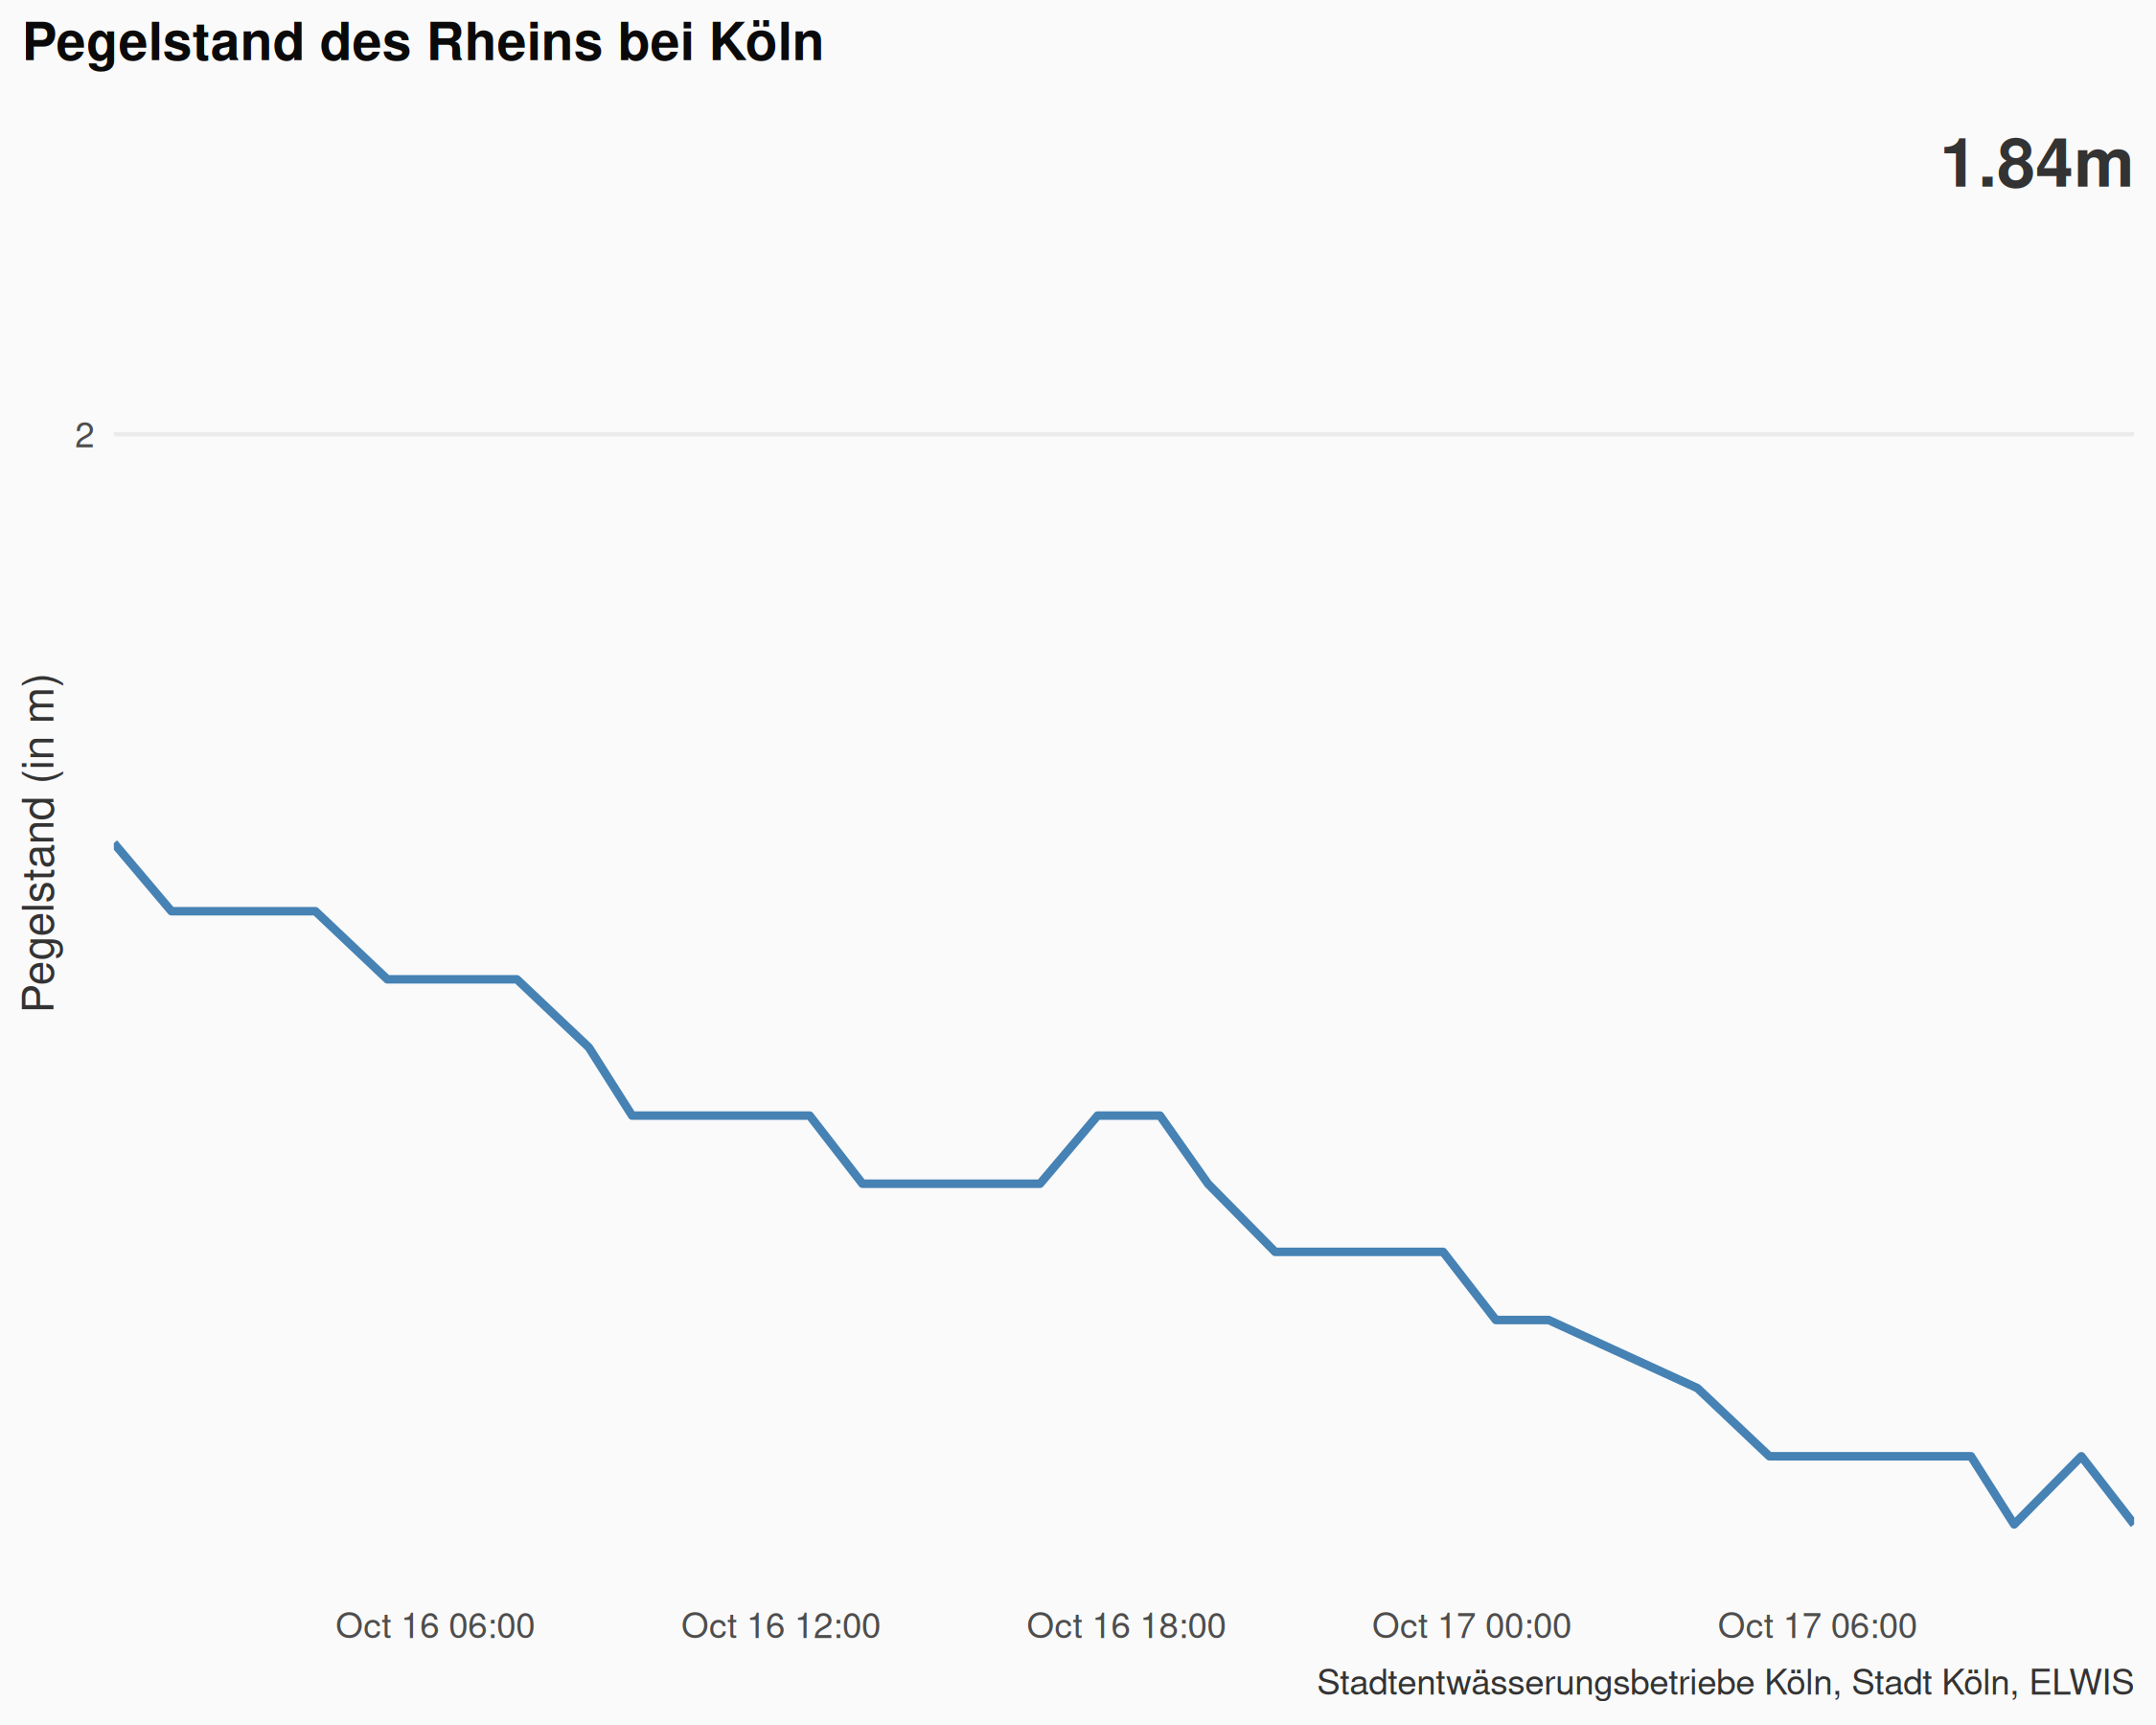 Pegelstand des Rheins bei Köln
1.84m
2
Pegelstand (in m)
Oct 16 06:00 Oct 16 12:00 Oct 16 18:00 Oct 17 00:00 Oct 17 06:00
Stadtentwässerungsbetriebe Köln, Stadt Köln, ELWIS